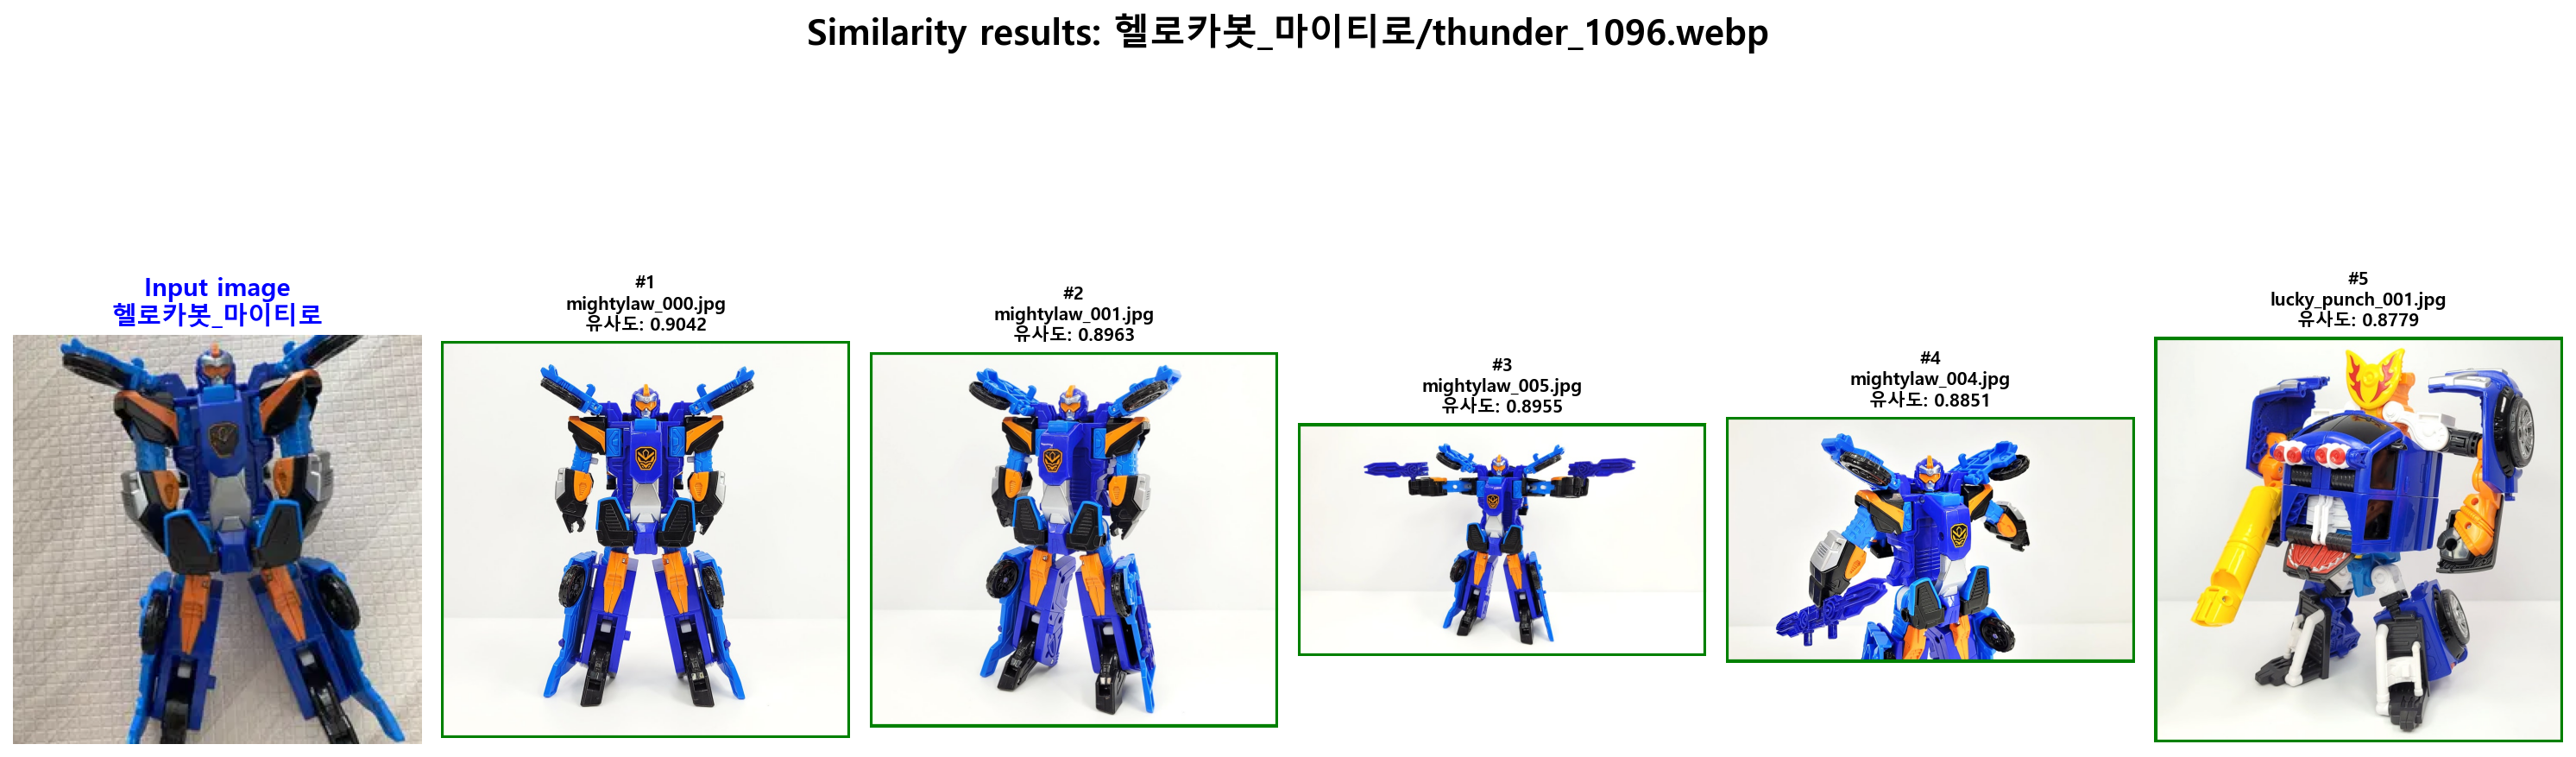 Similarity results: 헬로카봇_마이티로/thunder_1096.webp
Input image
헬로카봇_마이티로
#1
mightylaw_000.jpg
유사도: 0.9042
#2
mightylaw_001.jpg
유사도: 0.8963
#3
mightylaw_005.jpg
유사도: 0.8955
#4
mightylaw_004.jpg
유사도: 0.8851
#5
lucky_punch_001.jpg
유사도: 0.8779